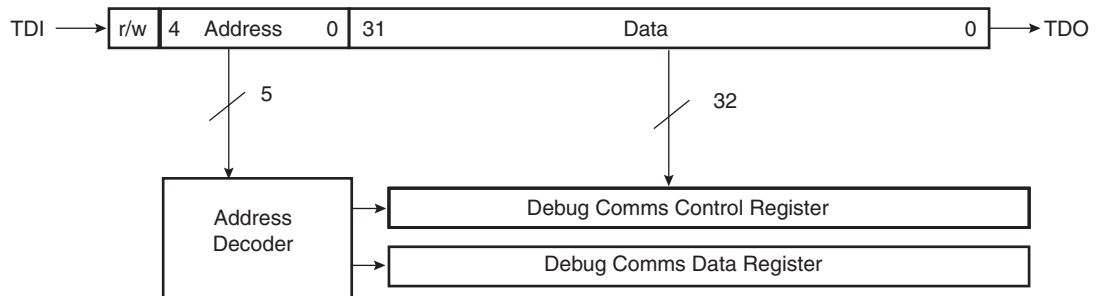 TDI r/w 4 Address 0 31 Data 0 TDO
5
32
Address
Decoder
Debug Comms Control Register
Debug Comms Data Register